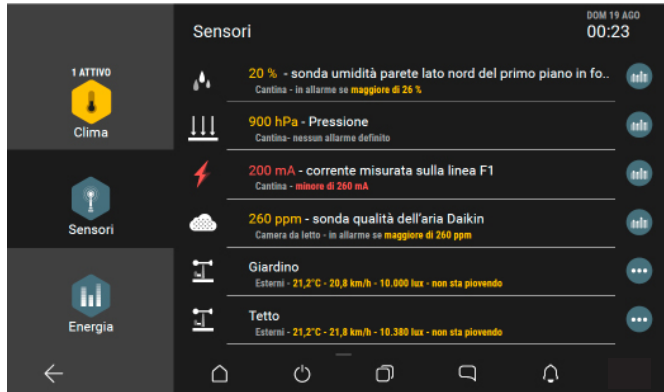 DOM 19 AGO
Sensori
00:23
1 ATTIVO
Clima
Sensori
Energia
20 % - sonda umidità parete lato nord del primo piano in fo..
Cantina - in allarme se maggiore di 26 %
900 hPa - Pressione
Cantina- nessun allarme definito
200 mA - corrente misurata sulla linea F1
Cantina - minore di 260 mA
260 ppm - sonda qualità dell'aria Daikin
Camera da letto - in allarme se maggiore di 260 ppm
Giardino
Esterni - 21,2°C - 20,8 km/h - 10.000 lux - non sta piovendo
Tetto
Esterni - 21,2°C - 21,8 km/h - 10.380 lux - non sta piovendo